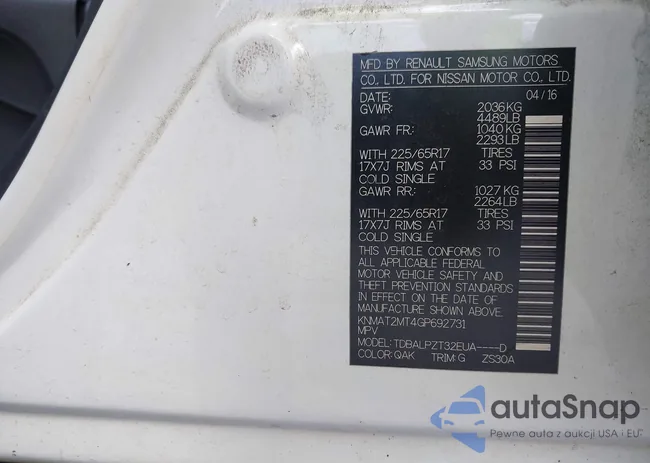 MFD BY RENAULT SAMSUNG MOTORS
CO., LTD. FOR NISSAN MOTOR CO., LTD.
DATE: 04/16
GVWR: 2036KG
4489LB
GAWR FR: 1040KG
2293LB
WITH 225/65R17 TIRES
17X7J RIMS AT 33 PSI
COLD SINGLE
GAWR RR: 1027KG
2264LB
WITH 225/65R17 TIRES
17X7J RIMS AT 33 PSI
COLD SINGLE
THIS VEHICLE CONFORMS TO
ALL APPLICABLE FEDERAL
MOTOR VEHICLE SAFETY AND
THEFT PREVENTION STANDARDS
IN EFFECT ON THE DATE OF
MANUFACTURE SHOWN ABOVE.
KNMAT2MT4GP692731
MPV
MODEL: TDBALPZT32EUA----D
COLOR: QAK TRIM: G ZS30A
autaSnap
Pewne auta z aukcji USA i EU